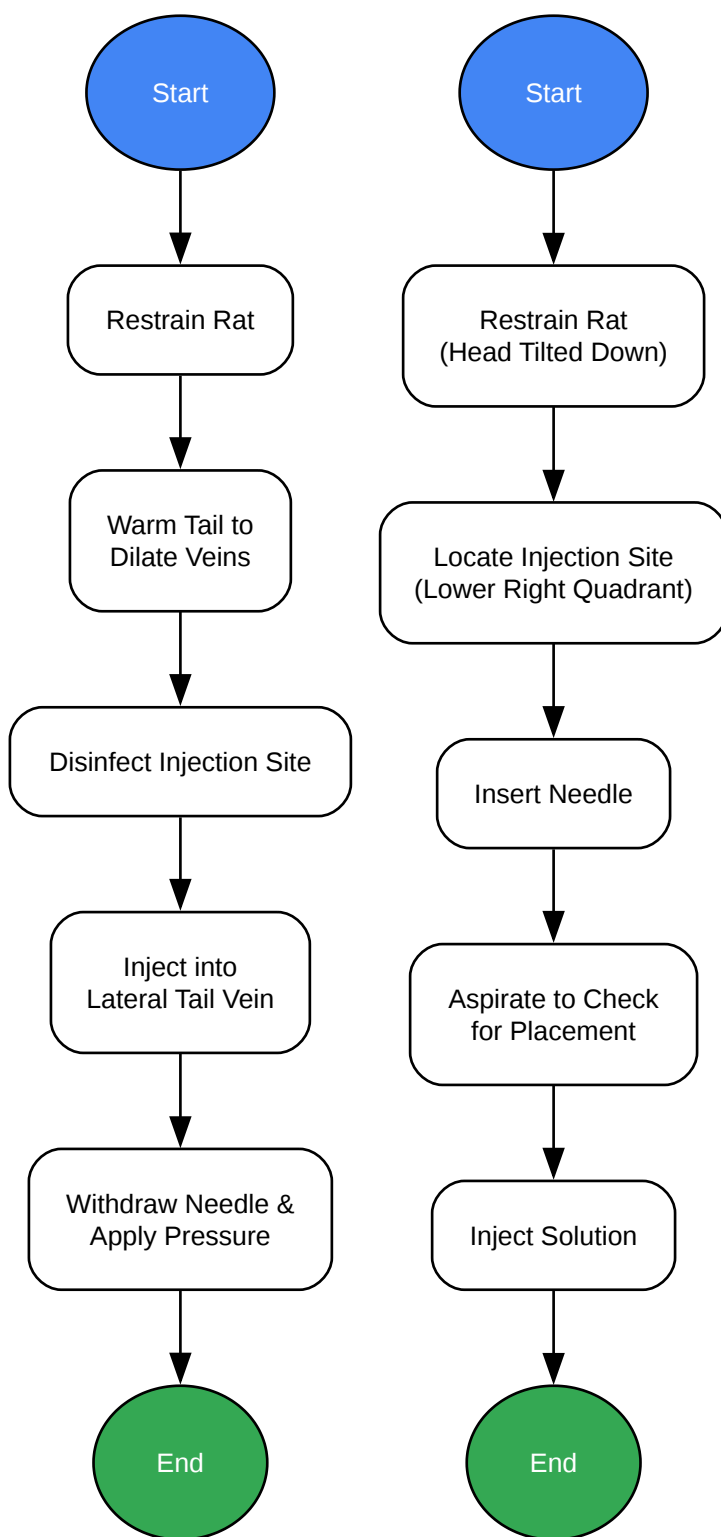 Start
Restrain Rat
Warm Tail to
Dilate Veins
Disinfect Injection Site
Inject into
Lateral Tail Vein
Withdraw Needle &
Apply Pressure
End
Start
Restrain Rat
(Head Tilted Down)
Locate Injection Site
(Lower Right Quadrant)
Insert Needle
Aspirate to Check
for Placement
Inject Solution
End